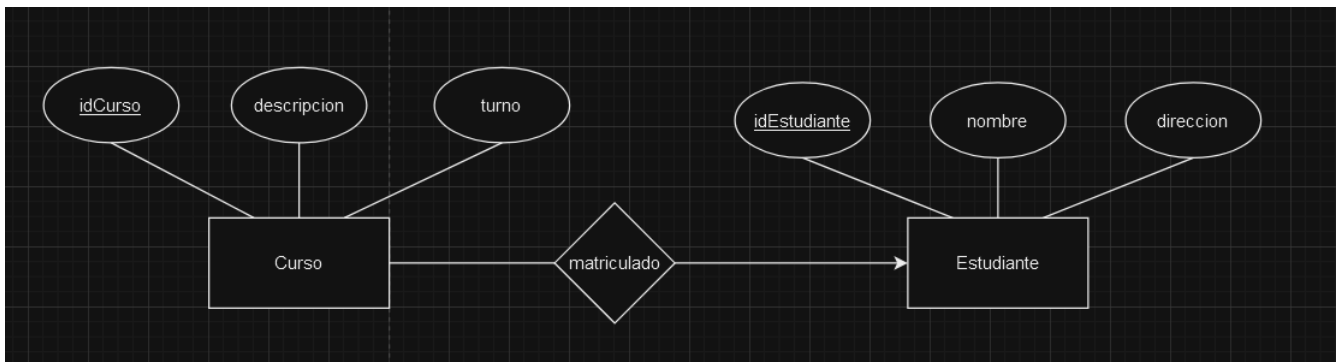 idCurso
descripcion
turno
idEstudiante
nombre
direccion
Curso
matriculado
Estudiante